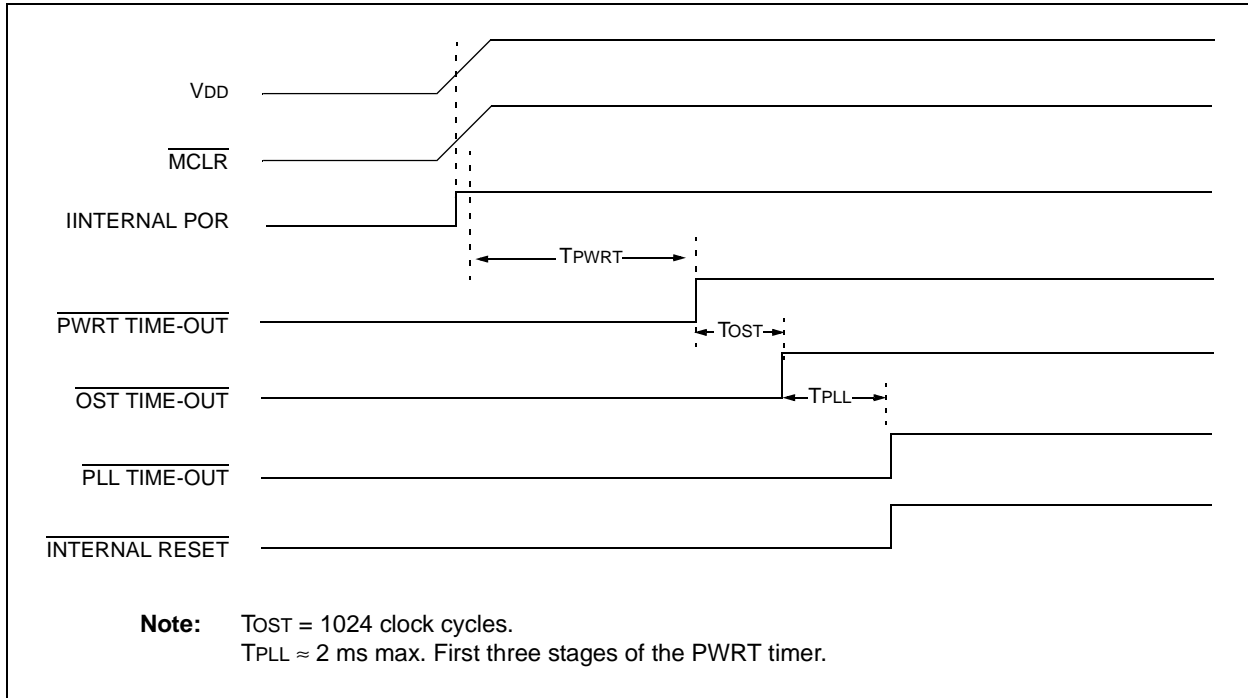 VDD
MCLR
IINTERNAL POR
TPWRT
PWRT TIME-OUT
TOST
OST TIME-OUT
TPLL
PLL TIME-OUT
INTERNAL RESET
Note: TOST = 1024 clock cycles.
TPLL ≈ 2 ms max. First three stages of the PWRT timer.